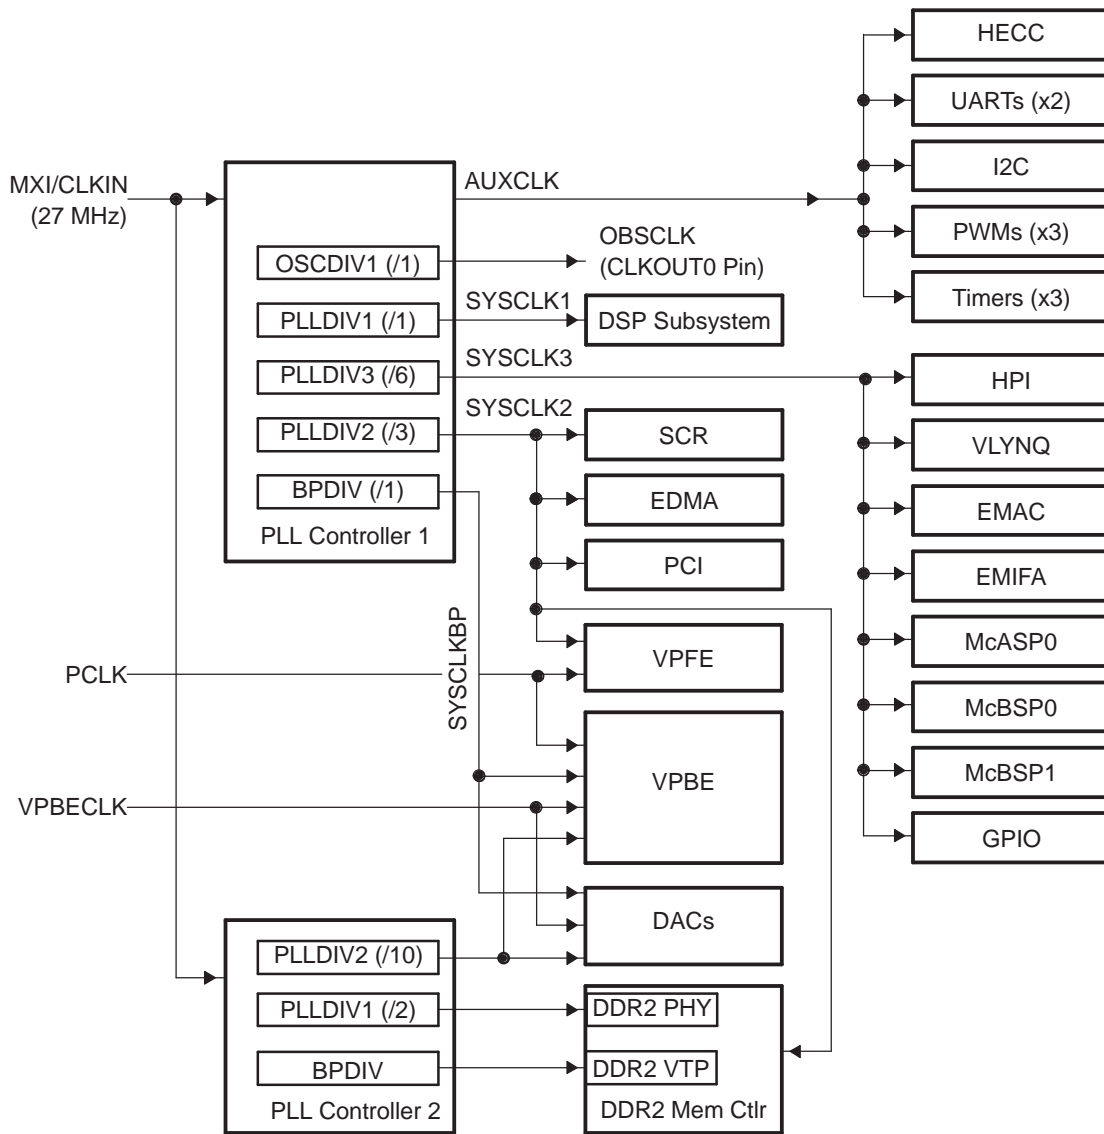 HECC
UARTs (x2)
I2C
PWMs (x3)
Timers (x3)
MXI/CLKIN
(27 MHz)
AUXCLK
OSCDIV1 (/1)
OBSCLK
(CLKOUT0 Pin)
PLLDIV1 (/1)
SYSCLK1
DSP Subsystem
PLLDIV3 (/6)
SYSCLK3
HPI
PLLDIV2 (/3)
SYSCLK2
SCR
VLYNQ
BPDIV (/1)
EDMA
EMAC
PLL Controller 1
PCI
EMIFA
SYSCLKBP
VPFE
McASP0
PCLK
McBSP0
VPBE
McBSP1
VPBECLK
GPIO
DACs
PLLDIV2 (/10)
PLLDIV1 (/2)
DDR2 PHY
BPDIV
DDR2 VTP
PLL Controller 2
DDR2 Mem Ctlr